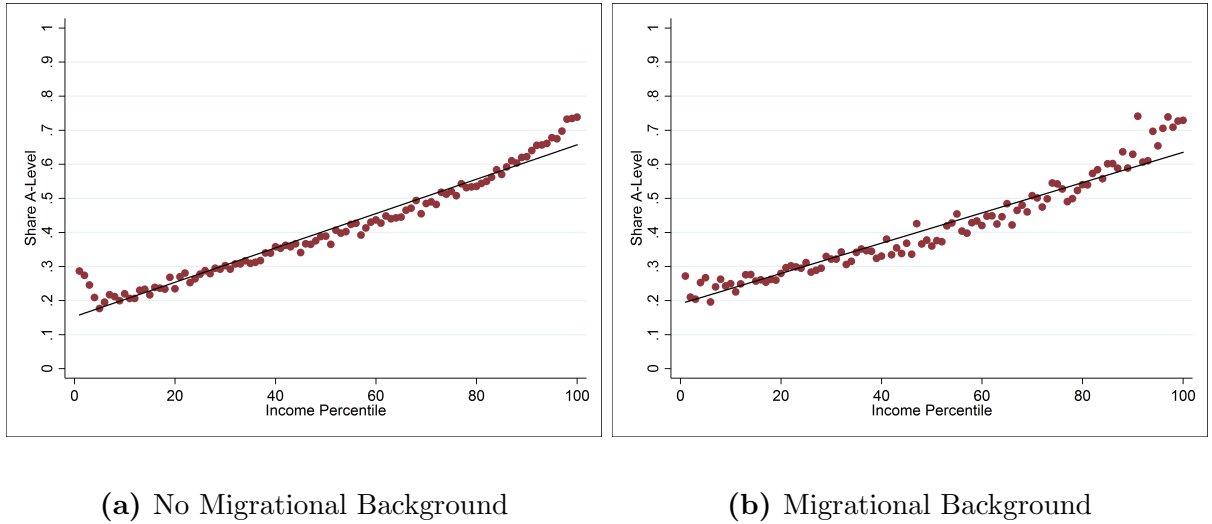 Share A-Level
1
.9
.8
.7
.6
.5
.4
.3
.2
.1
0
0 20 40 60 80 100
Income Percentile
(a) No Migrational Background
Share A-Level
1
.9
.8
.7
.6
.5
.4
.3
.2
.1
0
0 20 40 60 80 100
Income Percentile
(b) Migrational Background